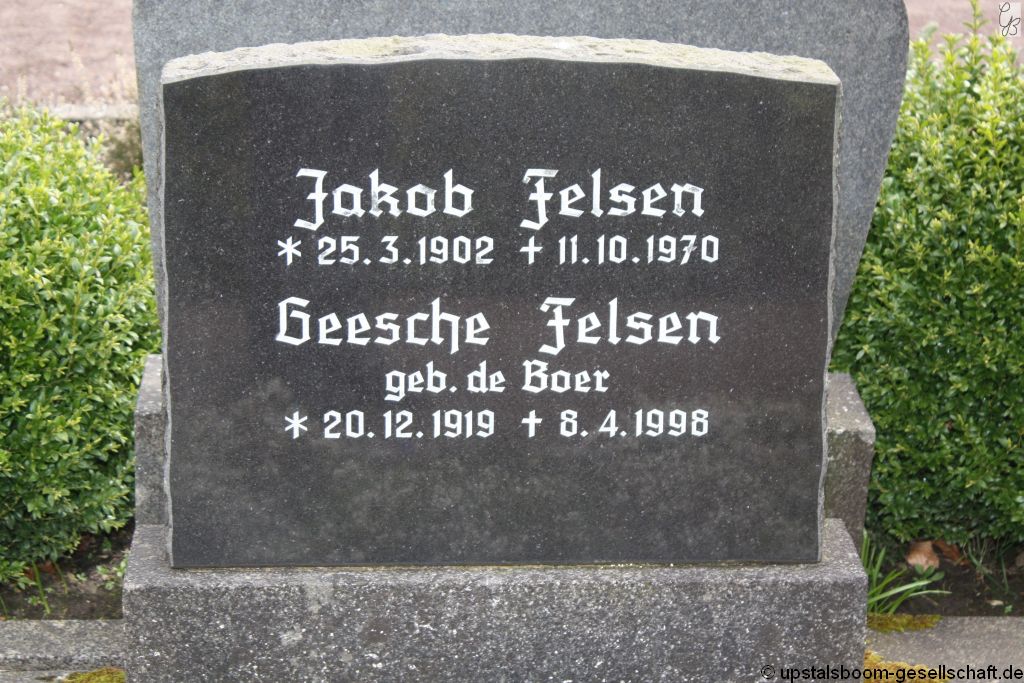 Jakob Felsen
* 25.3.1902 † 11.10.1970
Geesche Felsen
geb. de Boer
* 20.12.1919 † 8.4.1998
© upstalsboom-gesellschaft.de